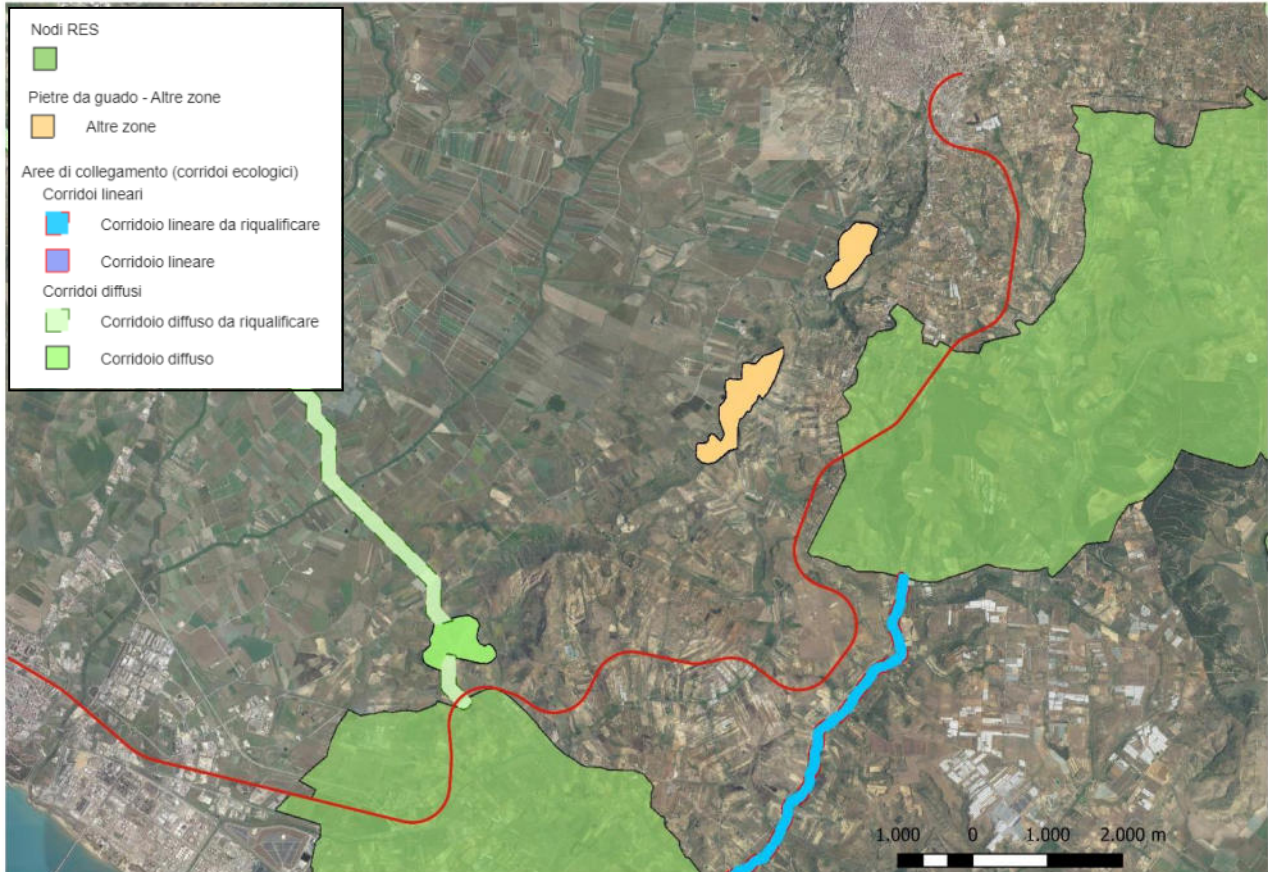 Nodi RES
Pietre da guado - Altre zone
Altre zone
Aree di collegamento (corridoi ecologici)
Corridoi lineari
Corridoio lineare da riqualificare
Corridoio lineare
Corridoi diffusi
Corridoio diffuso da riqualificare
Corridoio diffuso
1.000 0 1.000 2.000 m